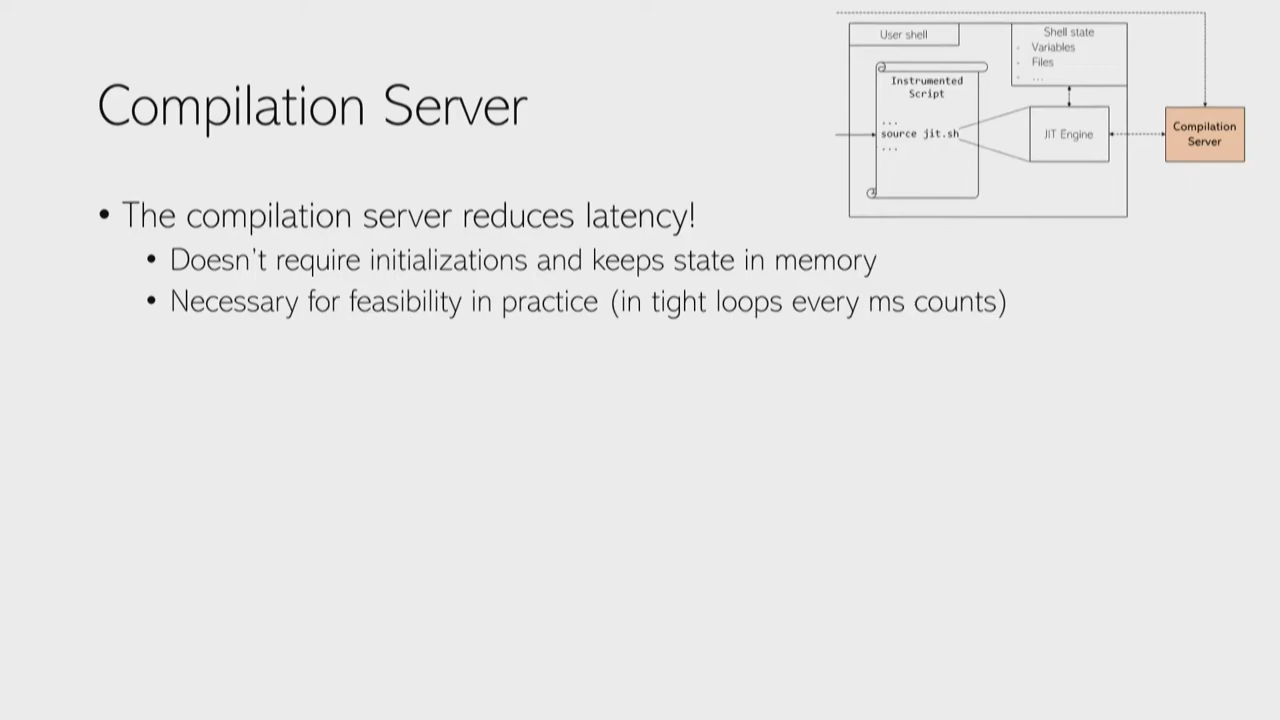 Compilation Server
• The compilation server reduces latency!
• Doesn't require initializations and keeps state in memory
• Necessary for feasibility in practice (in tight loops every ms counts)
User shell
Instrumented
Script
...
source jit.sh
...
Shell state
- Variables
- Files
- ...
JIT Engine
Compilation
Server